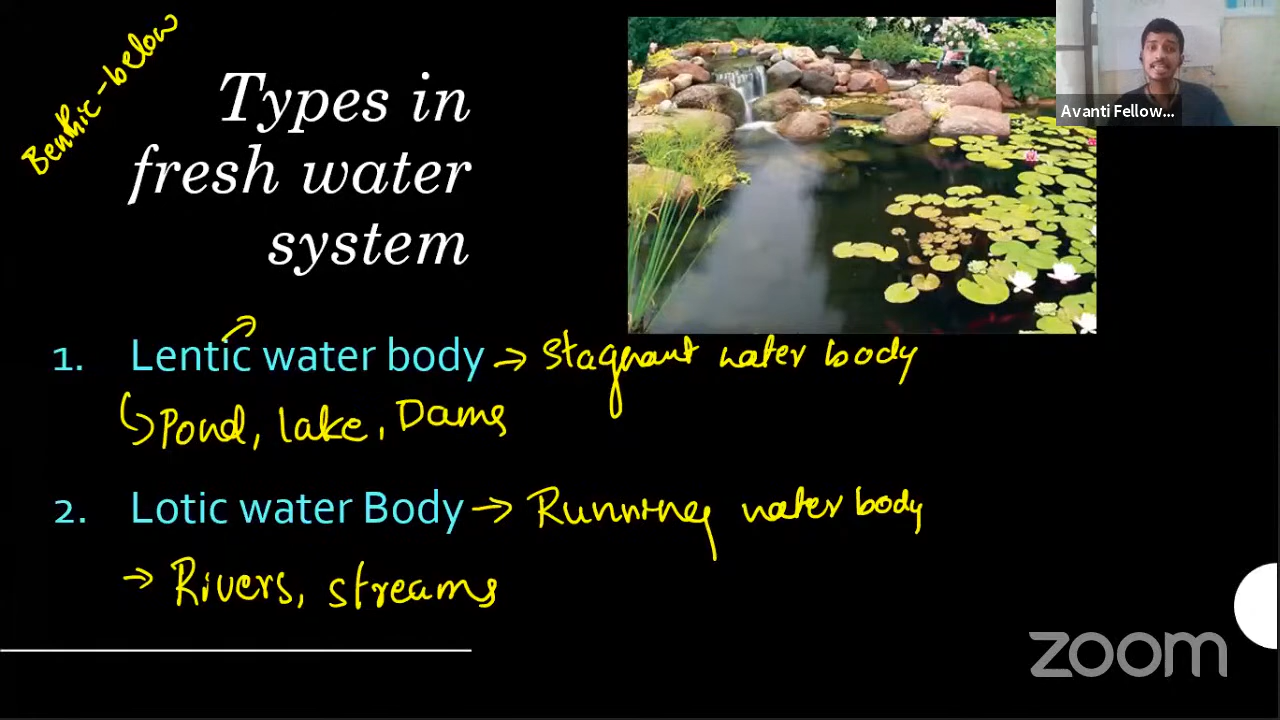 Benthic - below
Types in
fresh water
system
Avanti Fellow...
1. Lentic water body → Stagnant water body
↳ Pond, lake, Dams
2. Lotic water Body → Running water body
→ Rivers, streams
zoom